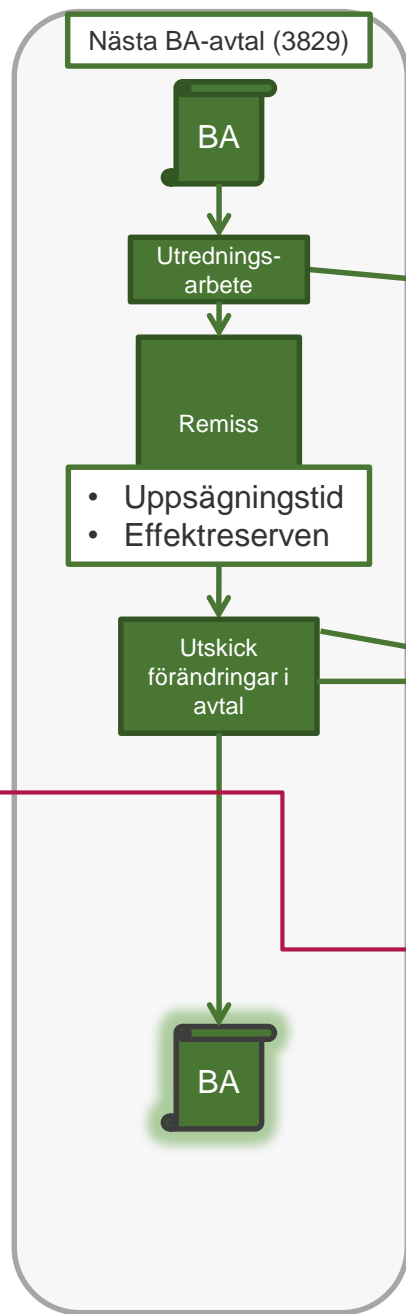 Nästa BA-avtal (3829)
BA
Utrednings-
arbete
Remiss
• Uppsägningstid
• Effektreserven
Utskick
förändringar i
avtal
BA